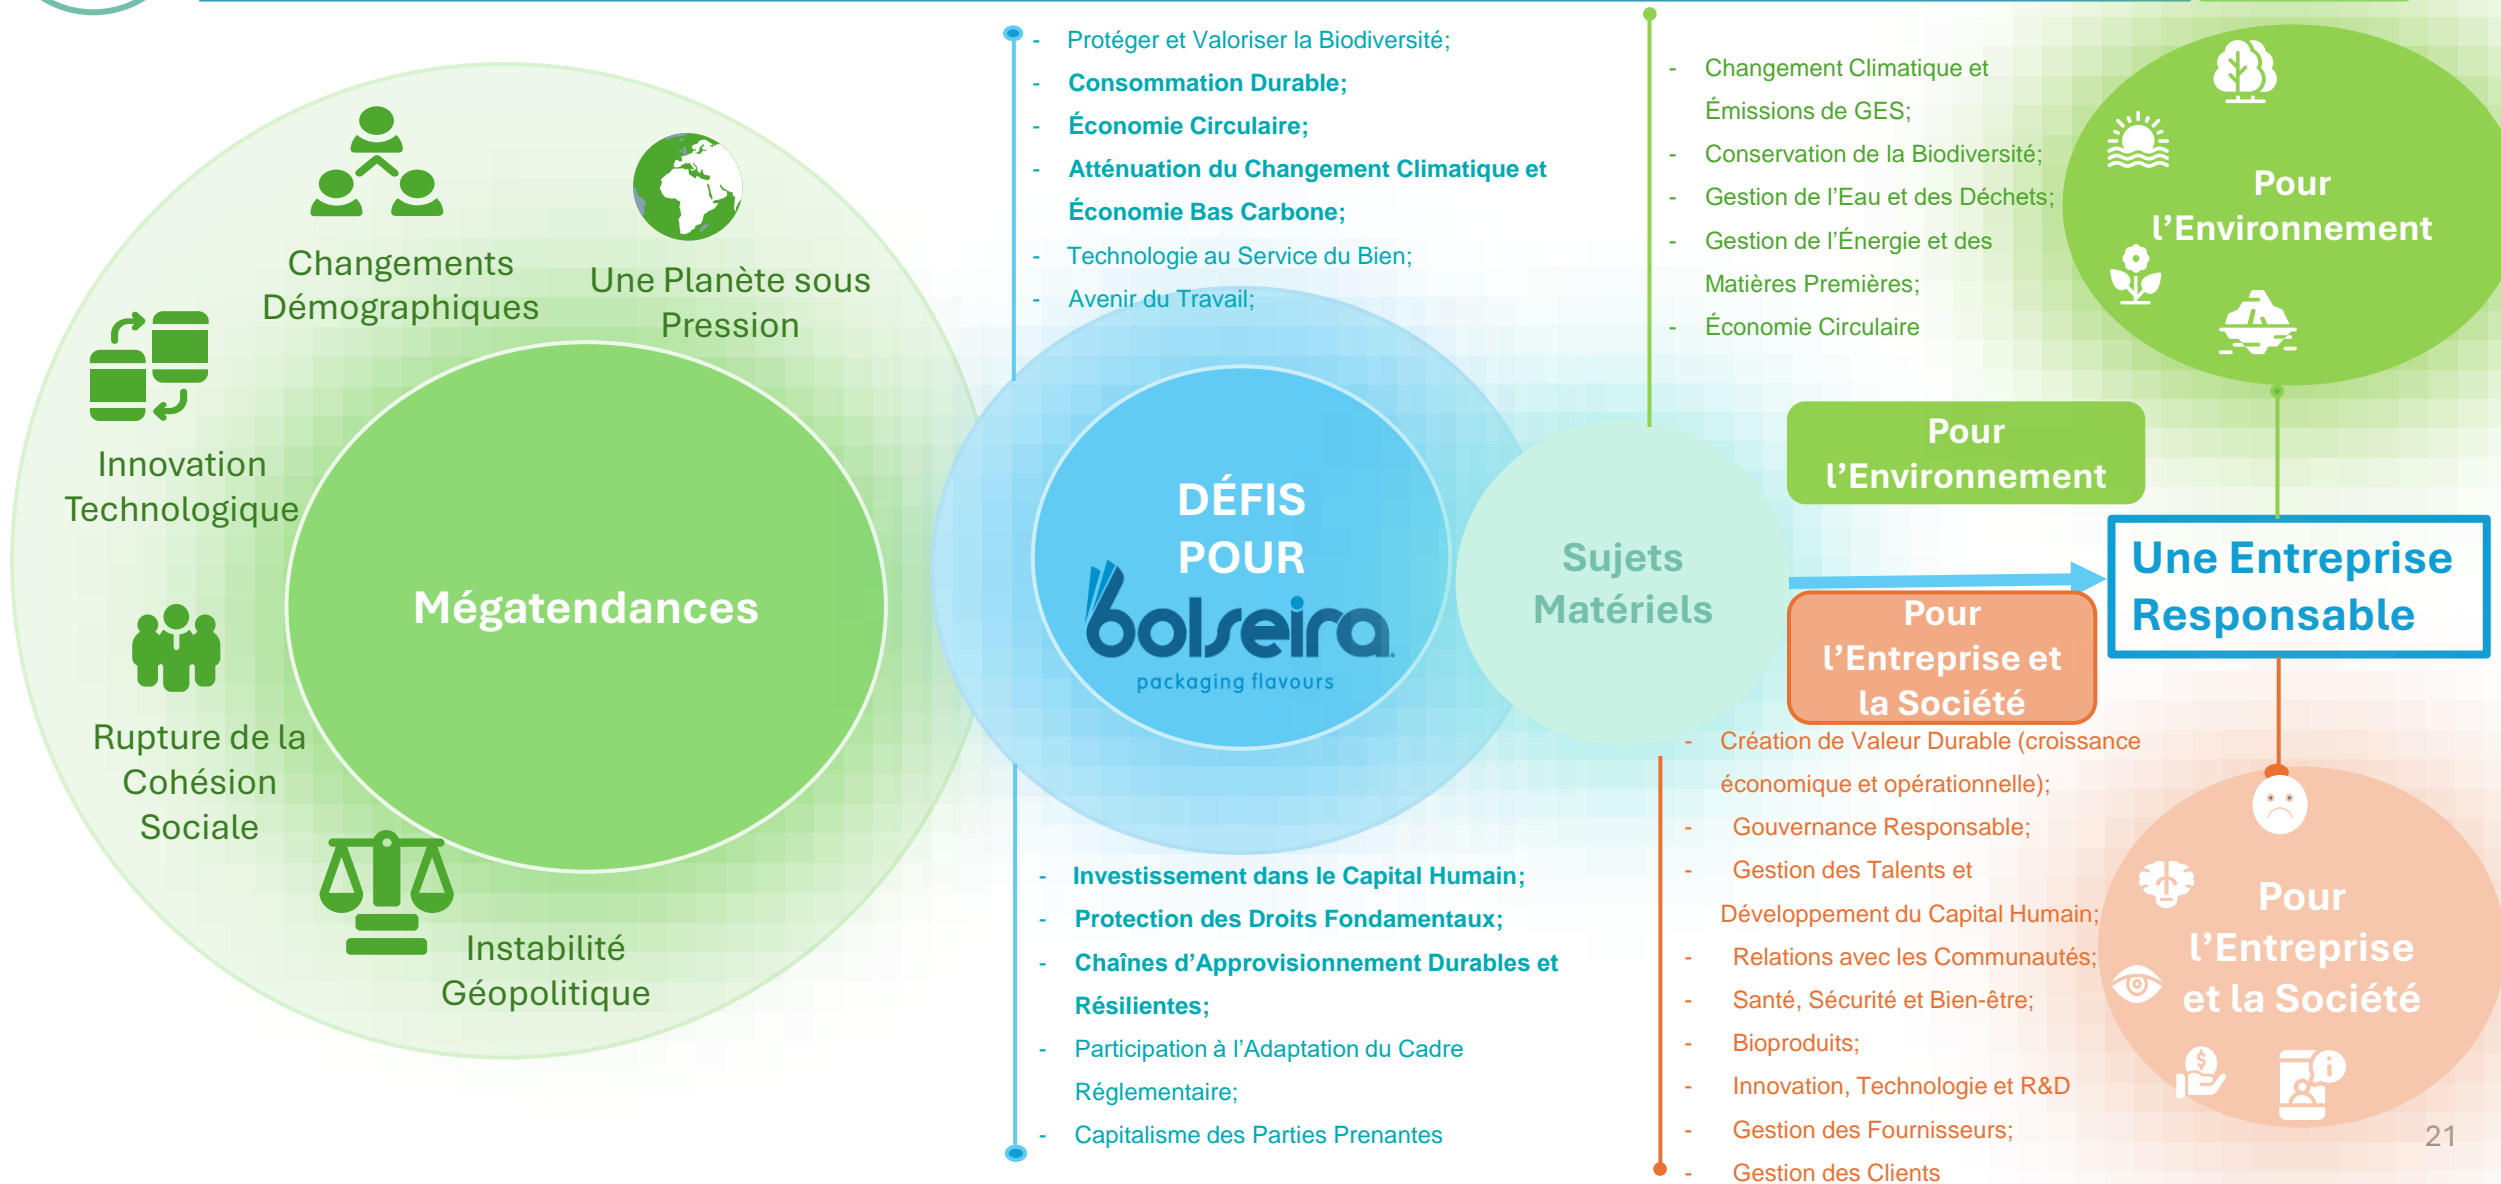 Changements
Démographiques
Une Planète sous
Pression
Innovation
Technologique
Mégatendances
Rupture de la
Cohésion
Sociale
Instabilité
Géopolitique
- Protéger et Valoriser la Biodiversité;
- Consommation Durable;
- Économie Circulaire;
- Atténuation du Changement Climatique et
Économie Bas Carbone;
- Technologie au Service du Bien;
- Avenir du Travail;
DÉFIS
POUR
bolseira.
packaging flavours
- Investissement dans le Capital Humain;
- Protection des Droits Fondamentaux;
- Chaînes d’Approvisionnement Durables et
Résilientes;
- Participation à l’Adaptation du Cadre
Réglementaire;
- Capitalisme des Parties Prenantes
Sujets
Matériels
- Changement Climatique et
Émissions de GES;
- Conservation de la Biodiversité;
- Gestion de l’Eau et des Déchets;
- Gestion de l’Énergie et des
Matières Premières;
- Économie Circulaire
Pour
l’Environnement
Pour
l’Environnement
Une Entreprise
Responsable
Pour
l’Entreprise et
la Société
- Création de Valeur Durable (croissance
économique et opérationnelle);
- Gouvernance Responsable;
- Gestion des Talents et
Développement du Capital Humain;
- Relations avec les Communautés;
- Santé, Sécurité et Bien-être;
- Bioproduits;
- Innovation, Technologie et R&D
- Gestion des Fournisseurs;
- Gestion des Clients
Pour
l’Entreprise
et la Société
21